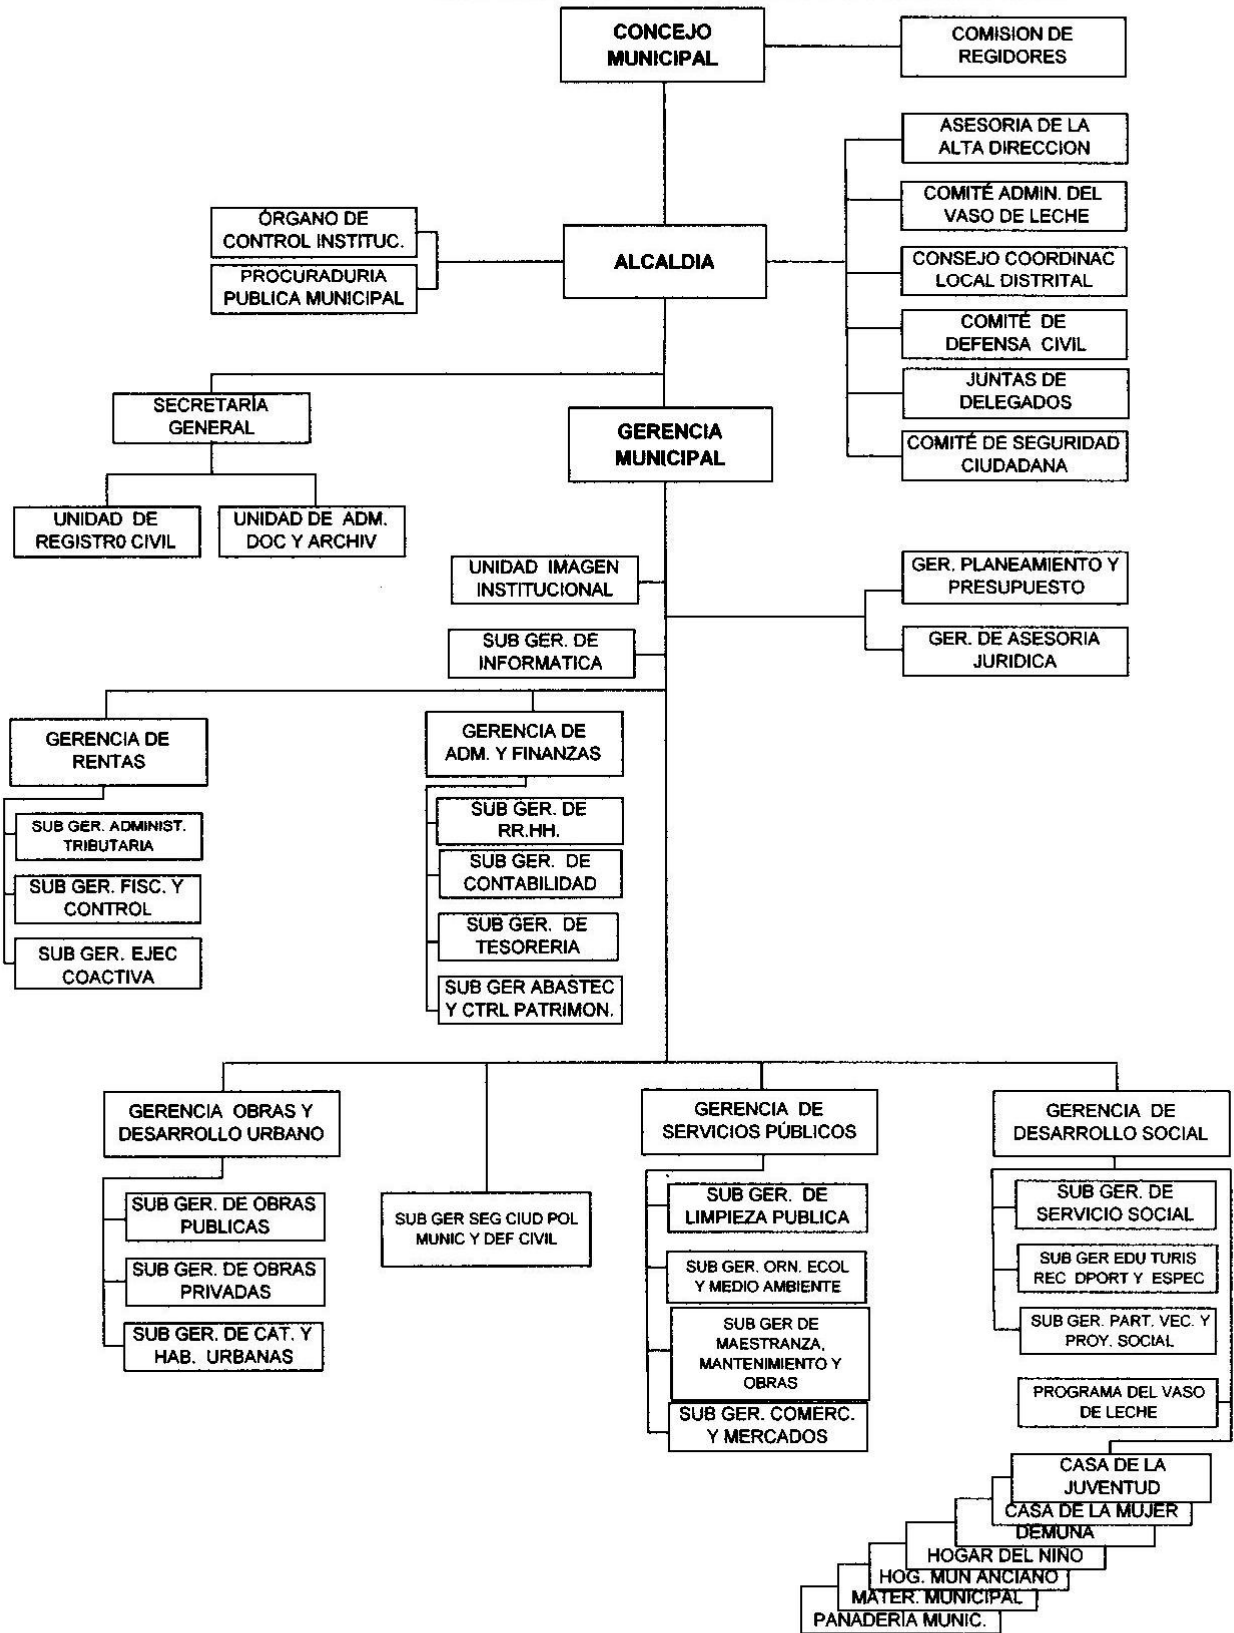 CONCEJO
MUNICIPAL
COMISION DE
REGIDORES
ASESORIA DE LA
ALTA DIRECCION
COMITÉ ADMIN. DEL
VASO DE LECHE
CONSEJO COORDINAC
LOCAL DISTRITAL
COMITÉ DE
DEFENSA CIVIL
JUNTAS DE
DELEGADOS
COMITÉ DE SEGURIDAD
CIUDADANA
ÓRGANO DE
CONTROL INSTITUC.
PROCURADURIA
PUBLICA MUNICIPAL
ALCALDIA
SECRETARÍA
GENERAL
UNIDAD DE
REGISTR0 CIVIL
UNIDAD DE ADM.
DOC Y ARCHIV
GERENCIA
MUNICIPAL
UNIDAD IMAGEN
INSTITUCIONAL
SUB GER. DE
INFORMATICA
GER. PLANEAMIENTO Y
PRESUPUESTO
GER. DE ASESORIA
JURIDICA
GERENCIA DE
RENTAS
SUB GER. ADMINIST.
TRIBUTARIA
SUB GER. FISC. Y
CONTROL
SUB GER. EJEC
COACTIVA
GERENCIA DE
ADM. Y FINANZAS
SUB GER. DE
RR.HH.
SUB GER. DE
CONTABILIDAD
SUB GER. DE
TESORERIA
SUB GER ABASTEC
Y CTRL PATRIMON.
GERENCIA OBRAS Y
DESARROLLO URBANO
SUB GER. DE OBRAS
PUBLICAS
SUB GER. DE OBRAS
PRIVADAS
SUB GER. DE CAT. Y
HAB. URBANAS
SUB GER SEG CIUD POL
MUNIC Y DEF CIVIL
GERENCIA DE
SERVICIOS PÚBLICOS
SUB GER. DE
LIMPIEZA PUBLICA
SUB GER. ORN. ECOL
Y MEDIO AMBIENTE
SUB GER DE
MAESTRANZA,
MANTENIMIENTO Y
OBRAS
SUB GER. COMERC.
Y MERCADOS
GERENCIA DE
DESARROLLO SOCIAL
SUB GER. DE
SERVICIO SOCIAL
SUB GER EDU TURIS
REC DPORT Y ESPEC
SUB GER. PART. VEC. Y
PROY. SOCIAL
PROGRAMA DEL VASO
DE LECHE
CASA DE LA
JUVENTUD
CASA DE LA MUJER
DEMUNA
HOGAR DEL NIÑO
HOG. MUN ANCIANO
MATER. MUNICIPAL
PANADERÍA MUNIC.